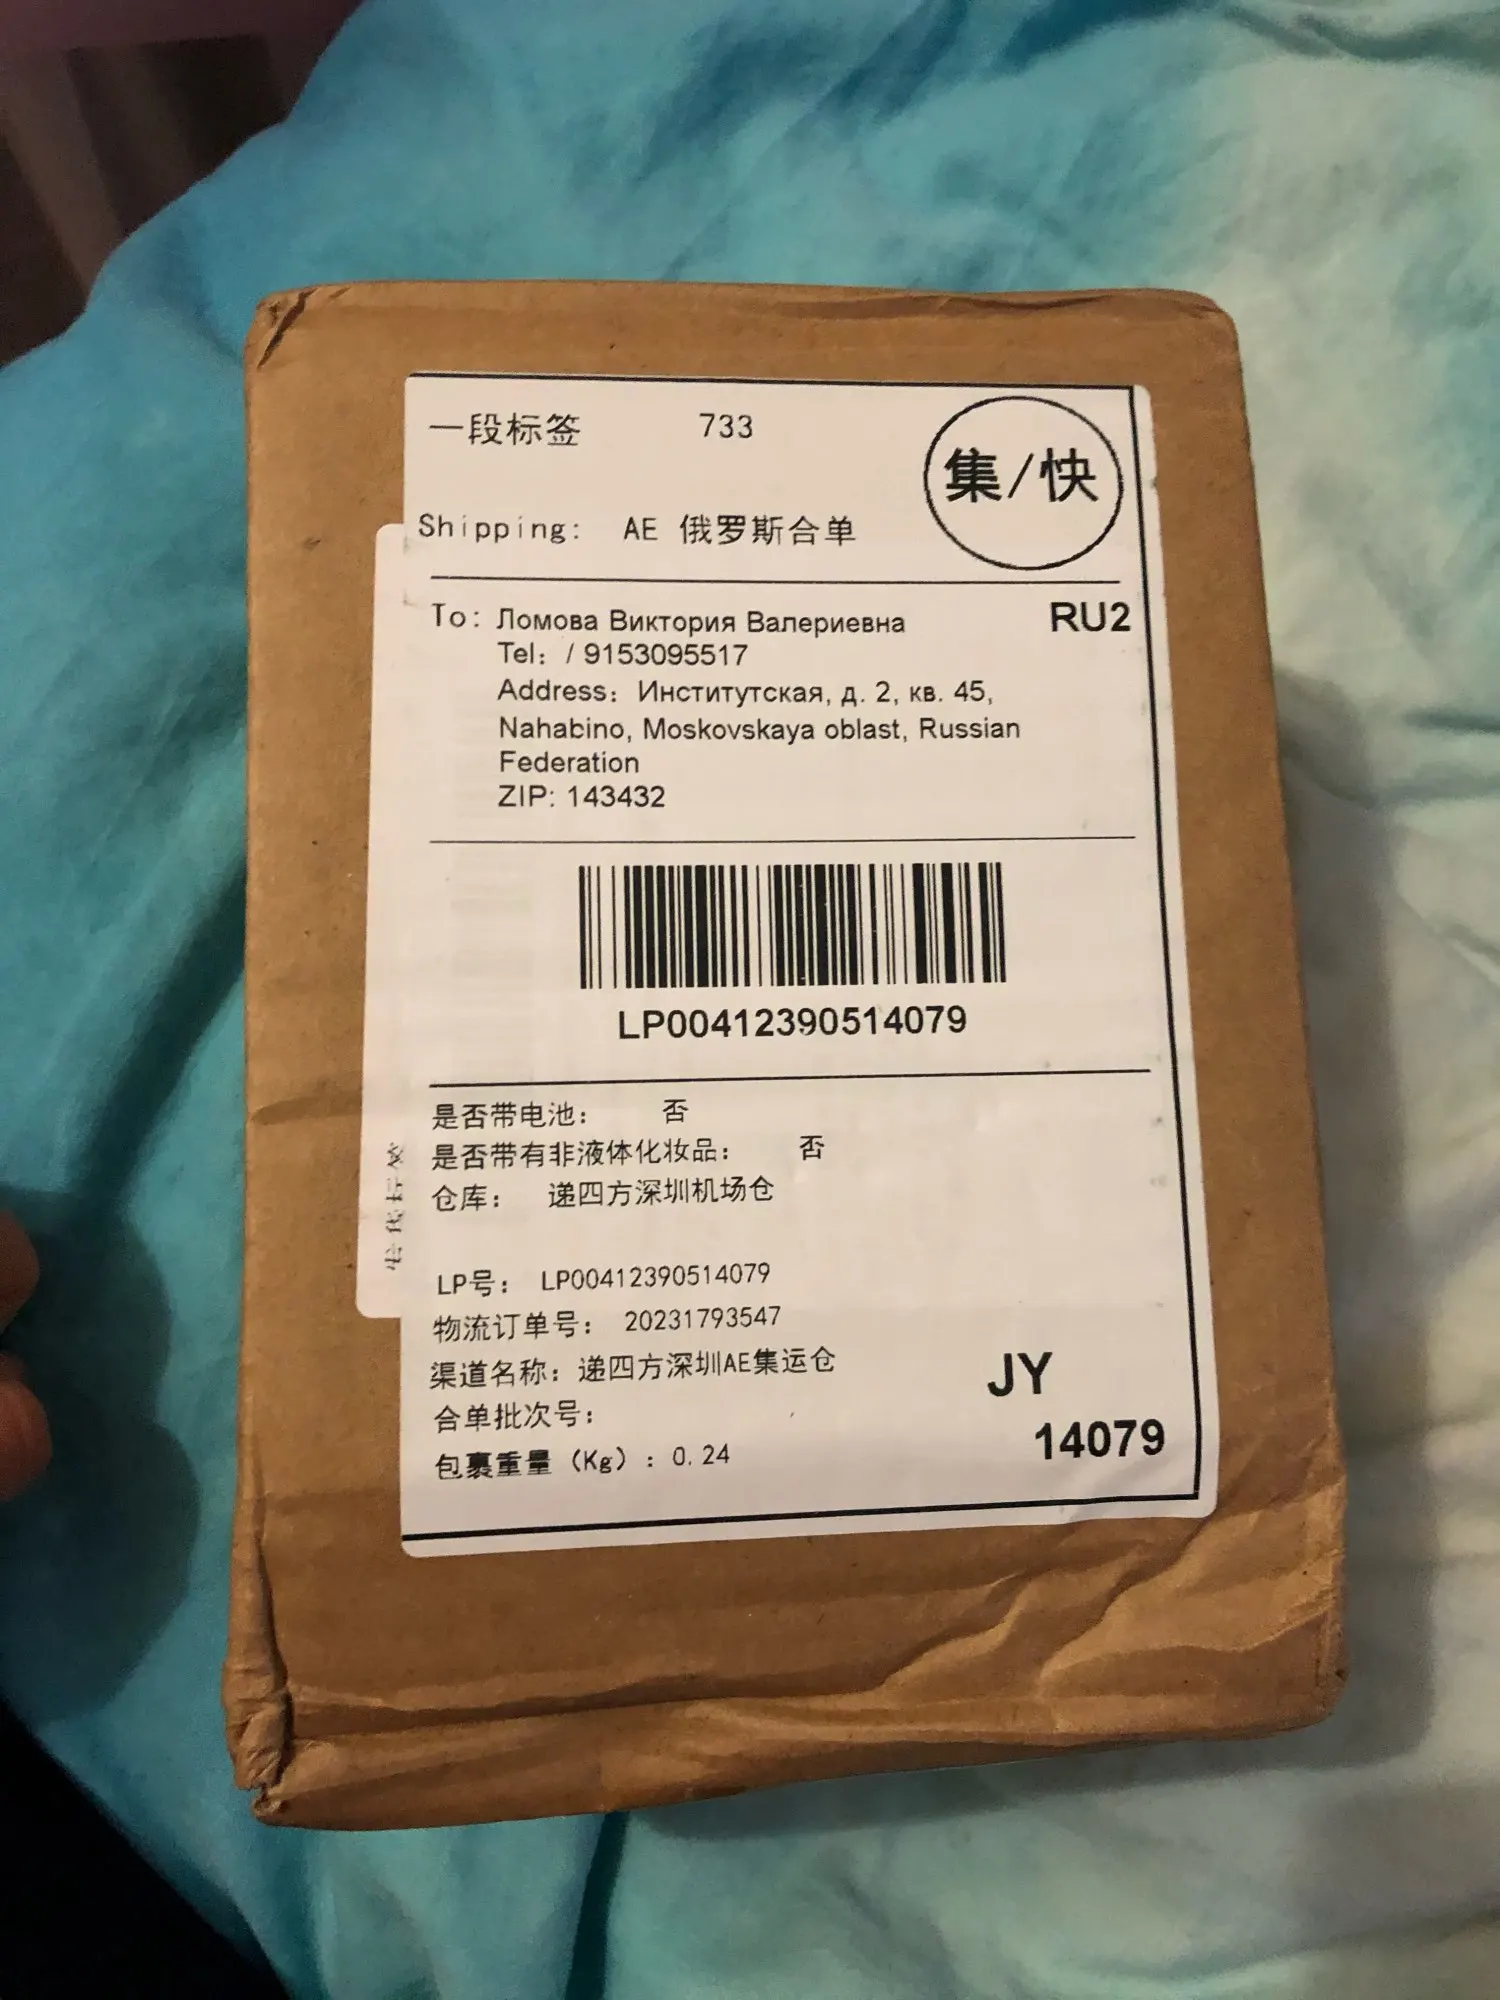 一段标签 733
集/快
Shipping: AE 俄罗斯合单
To: Ломова Виктория Валериевна RU2
Tel: / 9153095517
Address: Институтская, д. 2, кв. 45,
Nahabino, Moskovskaya oblast, Russian
Federation
ZIP: 143432
LP00412390514079
是否带电池: 否
是否带有非液体化妆品: 否
仓库: 递四方深圳机场仓
LP号: LP00412390514079
物流订单号: 20231793547
渠道名称: 递四方深圳AE集运仓
JY
合单批次号:
14079
包裹重量 (Kg) : 0.24